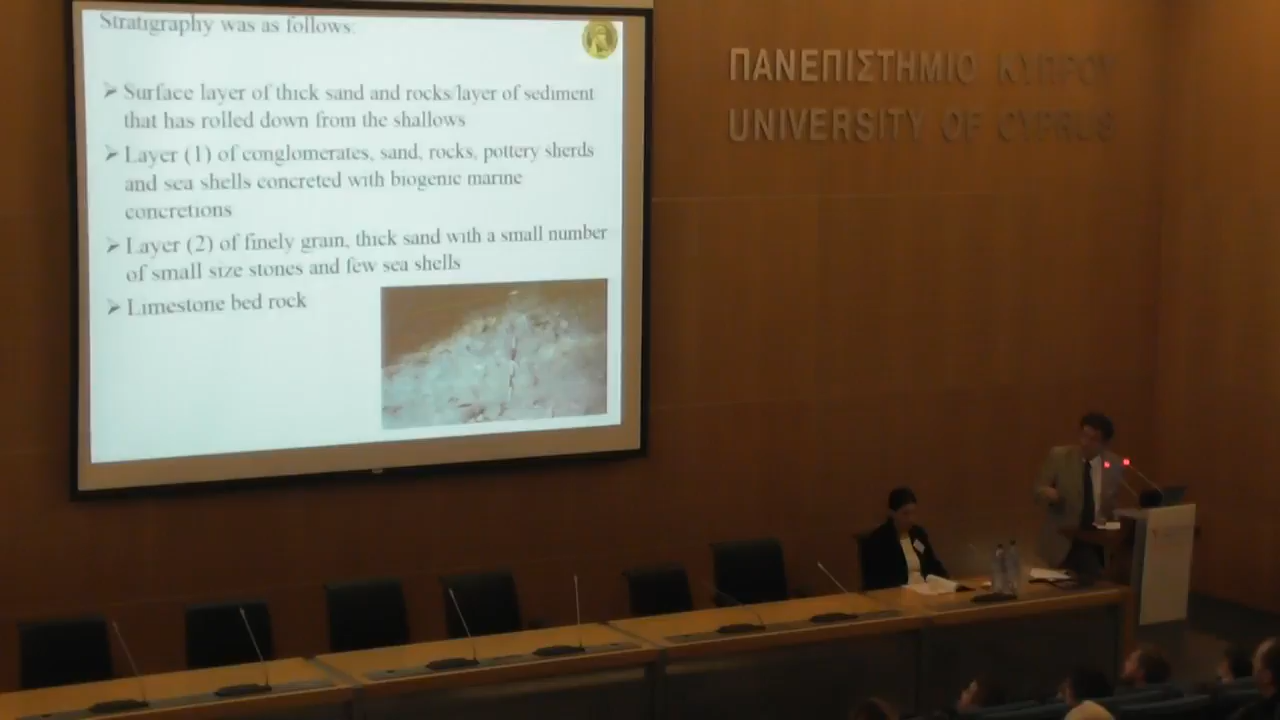 Stratigraphy was as follows:
Surface layer of thick sand and rocks/layer of sediment
that has rolled down from the shallows
Layer (1) of conglomerates, sand, rocks, pottery sherds
and sea shells concreted with biogenic marine
concretions
Layer (2) of finely grain, thick sand with a small number
of small size stones and few sea shells
Limestone bed rock
ΠΑΝΕΠΙΣΤΗΜΙΟ ΚΥΠΡΟΥ
UNIVERSITY OF CYPRUS